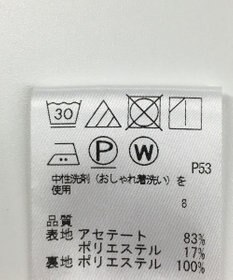 30
P W
P53
中性洗剤（おしゃれ着洗い）を
使用
8
品質
表地 アセテート 83%
ポリエステル 17%
裏地 ポリエステル 100%